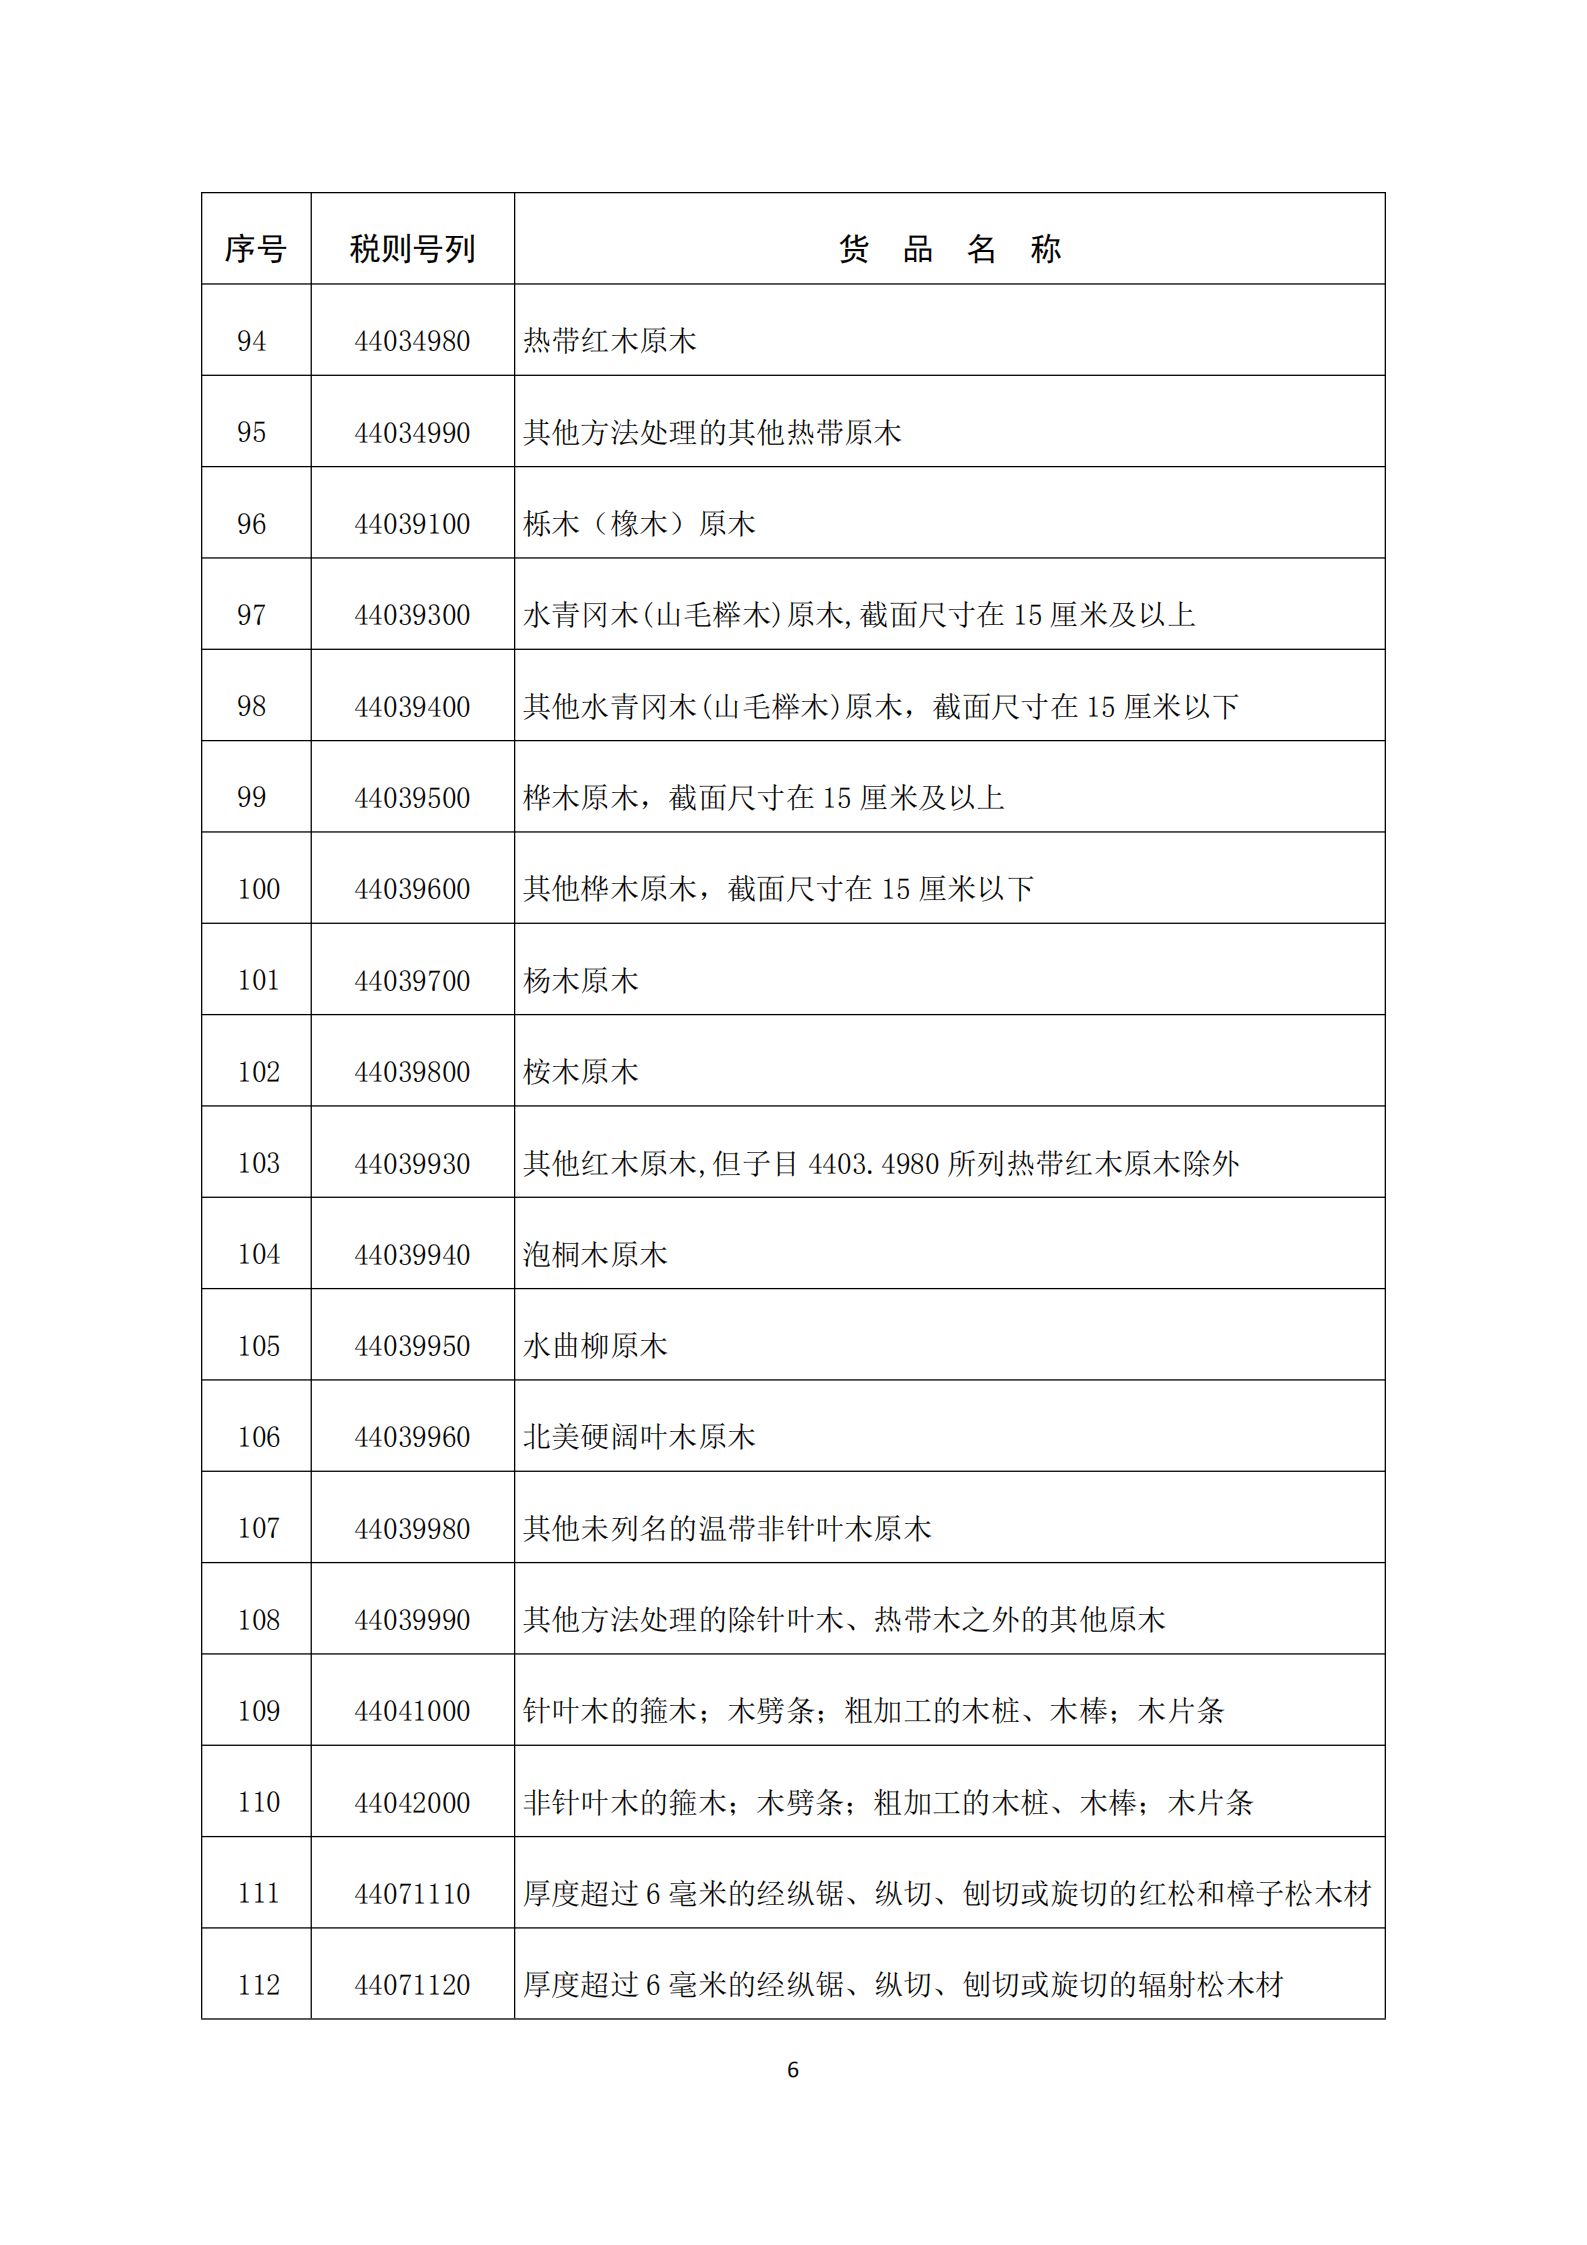 序号 税则号列 货 品 名 称
94 44034980 热带红木原木
95 44034990 其他方法处理的其他热带原木
96 44039100 栎木（橡木）原木
97 44039300 水青冈木(山毛榉木)原木,截面尺寸在 15 厘米及以上
98 44039400 其他水青冈木(山毛榉木)原木，截面尺寸在 15 厘米以下
99 44039500 桦木原木，截面尺寸在 15 厘米及以上
100 44039600 其他桦木原木，截面尺寸在 15 厘米以下
101 44039700 杨木原木
102 44039800 桉木原木
103 44039930 其他红木原木,但子目 4403.4980 所列热带红木原木除外
104 44039940 泡桐木原木
105 44039950 水曲柳原木
106 44039960 北美硬阔叶木原木
107 44039980 其他未列名的温带非针叶木原木
108 44039990 其他方法处理的除针叶木、热带木之外的其他原木
109 44041000 针叶木的箍木；木劈条；粗加工的木桩、木棒；木片条
110 44042000 非针叶木的箍木；木劈条；粗加工的木桩、木棒；木片条
111 44071110 厚度超过 6 毫米的经纵锯、纵切、刨切或旋切的红松和樟子松木材
112 44071120 厚度超过 6 毫米的经纵锯、纵切、刨切或旋切的辐射松木材
6